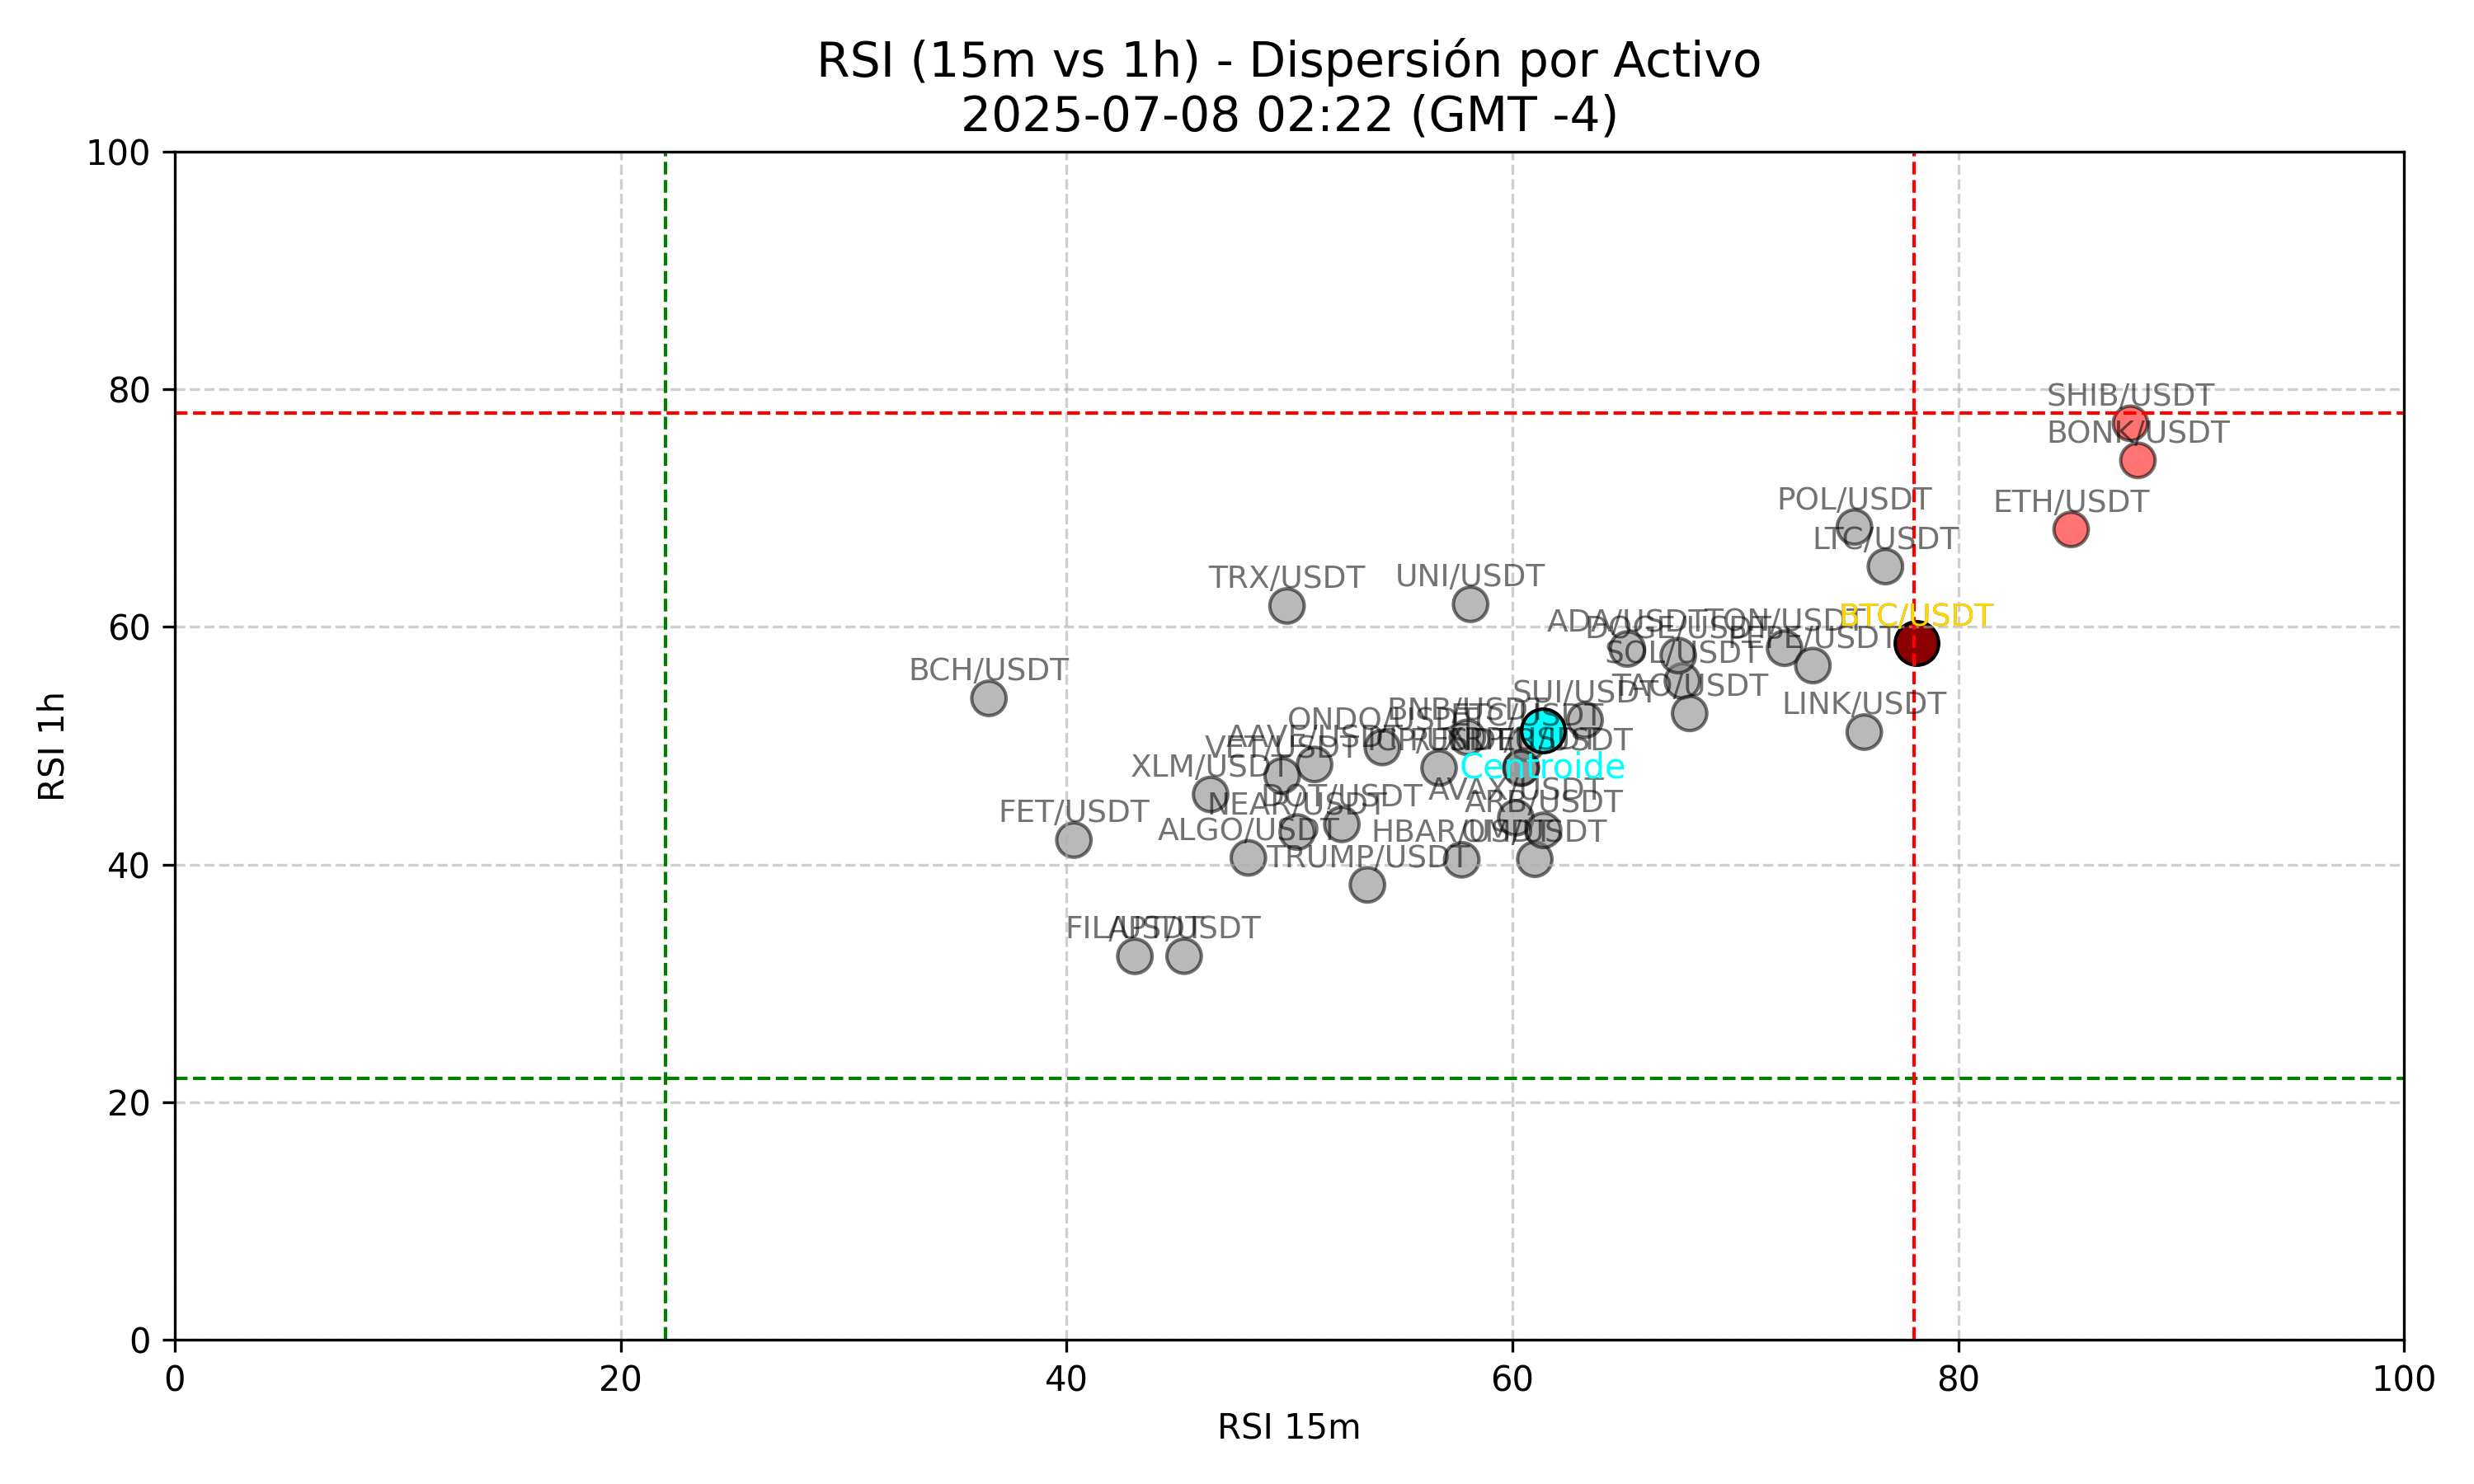 RSI (15m vs 1h) - Dispersión por Activo
2025-07-08 02:22 (GMT -4)
100
80
60
40
20
0
RSI 1h
SHIB/USDT
BONK/USDT
POL/USDT
ETH/USDT
LTC/USDT
TRX/USDT
UNI/USDT
ADA/USDT
TON/USDT
BTC/USDT
DOGE/USDT
PEPE/USDT
SOL/USDT
BCH/USDT
TAO/USDT
SUI/USDT
LINK/USDT
BNB/USDT
ONDO/USDT
AAVE/USDT
VET/USDT
XLM/USDT
Centroide
AVAX/USDT
DOT/USDT
ARB/USDT
NEAR/USDT
FET/USDT
ALGO/USDT
HBAR/USDT
TRUMP/USDT
FIL/USDT
APT/USDT
0
20
40
60
80
100
RSI 15m